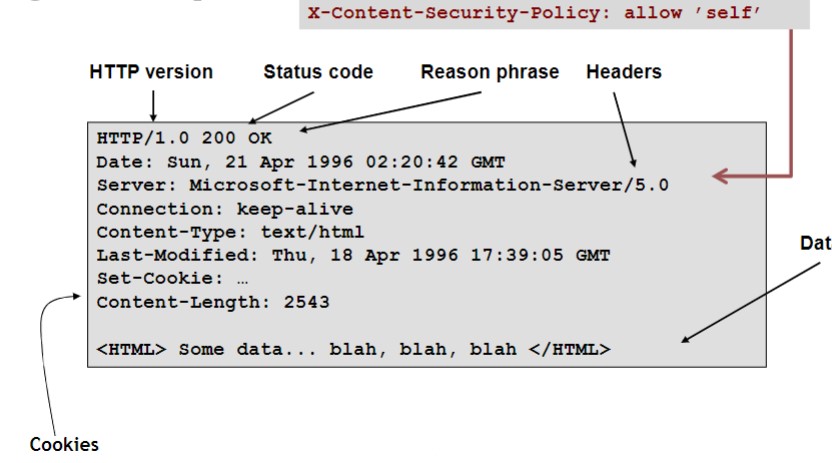 X-Content-Security-Policy: allow ’self’
HTTP version Status code Reason phrase Headers
HTTP/1.0 200 OK
Date: Sun, 21 Apr 1996 02:20:42 GMT
Server: Microsoft-Internet-Information-Server/5.0
Connection: keep-alive
Content-Type: text/html
Last-Modified: Thu, 18 Apr 1996 17:39:05 GMT
Set-Cookie: …
Content-Length: 2543
Dat
<HTML> Some data... blah, blah, blah </HTML>
Cookies